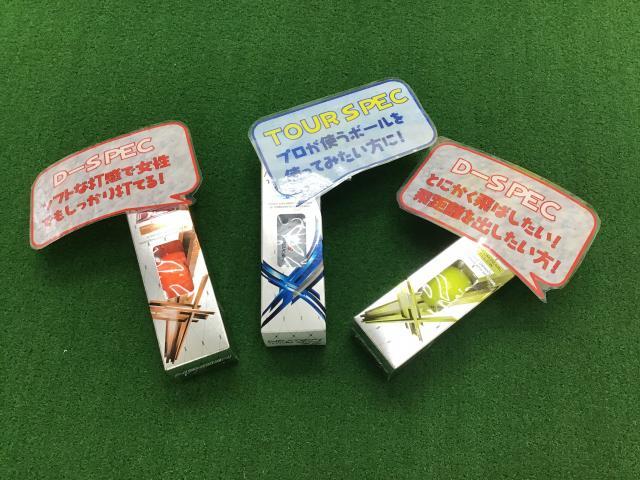 D-SPEC
ソフトな打感で女性
でもしっかり打てる!
TOUR SPEC
プロが使うボールを
使ってみたい方に!
D-SPEC
とにかく飛ばしたい!
飛距離を出したい方!